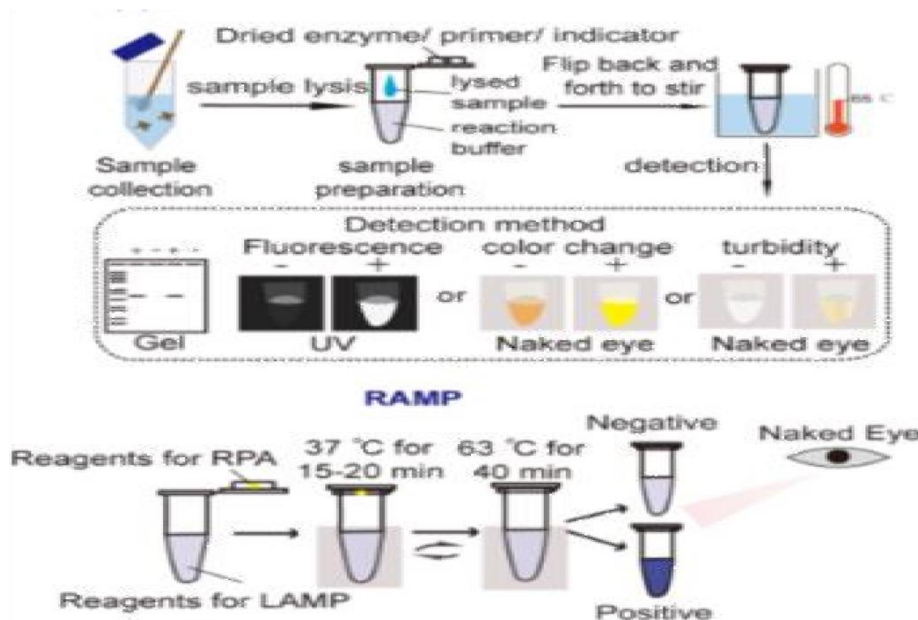 Dried enzyme/ primer/ indicator
sample lysis
lysed
sample
reaction
buffer
Flip back and
forth to stir
65 ℃
Sample
collection
sample
preparation
detection
Detection method
Fluorescence
color change
turbidity
+ - + -
- +
or
- +
or
- +
Gel
UV
Naked eye
Naked eye
RAMP
Negative
Naked Eye
Reagents for RPA
37 ℃ for
15-20 min
63 ℃ for
40 min
Reagents for LAMP
Positive